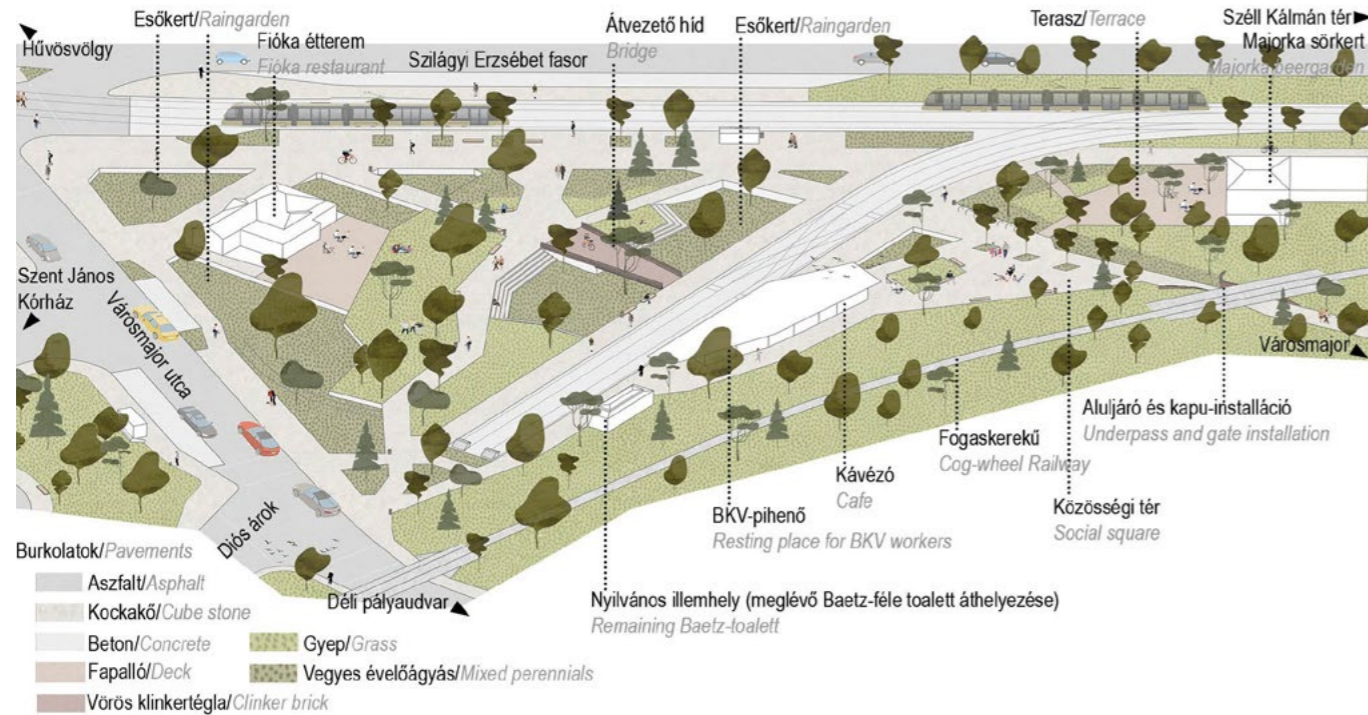 Esőkert/Raingarden
Hűvösvölgy
Fióka étterem
Fióka restaurant
Szilágyi Erzsébet fasor
Átvezető híd
Bridge
Esőkert/Raingarden
Terasz/Terrace
Széll Kálmán tér
Majorka sörkert
Majorka beergarden
Szent János
Kórház
Városmajor utca
Diós árok
Déli pályaudvar
Városmajor
Aluljáró és kapu-installáció
Underpass and gate installation
Fogaskerekű
Cog-wheel Railway
Közösségi tér
Social square
Kávézó
Cafe
BKV-pihenő
Resting place for BKV workers
Nyilvános illemhely (meglévő Baetz-féle toalett áthelyezése)
Remaining Baetz-toalett
Burkolatok/Pavements
Aszfalt/Asphalt
Kockakő/Cube stone
Beton/Concrete
Fapalló/Deck
Vörös klinkertégla/Clinker brick
Gyep/Grass
Vegyes évelőágyás/Mixed perennials